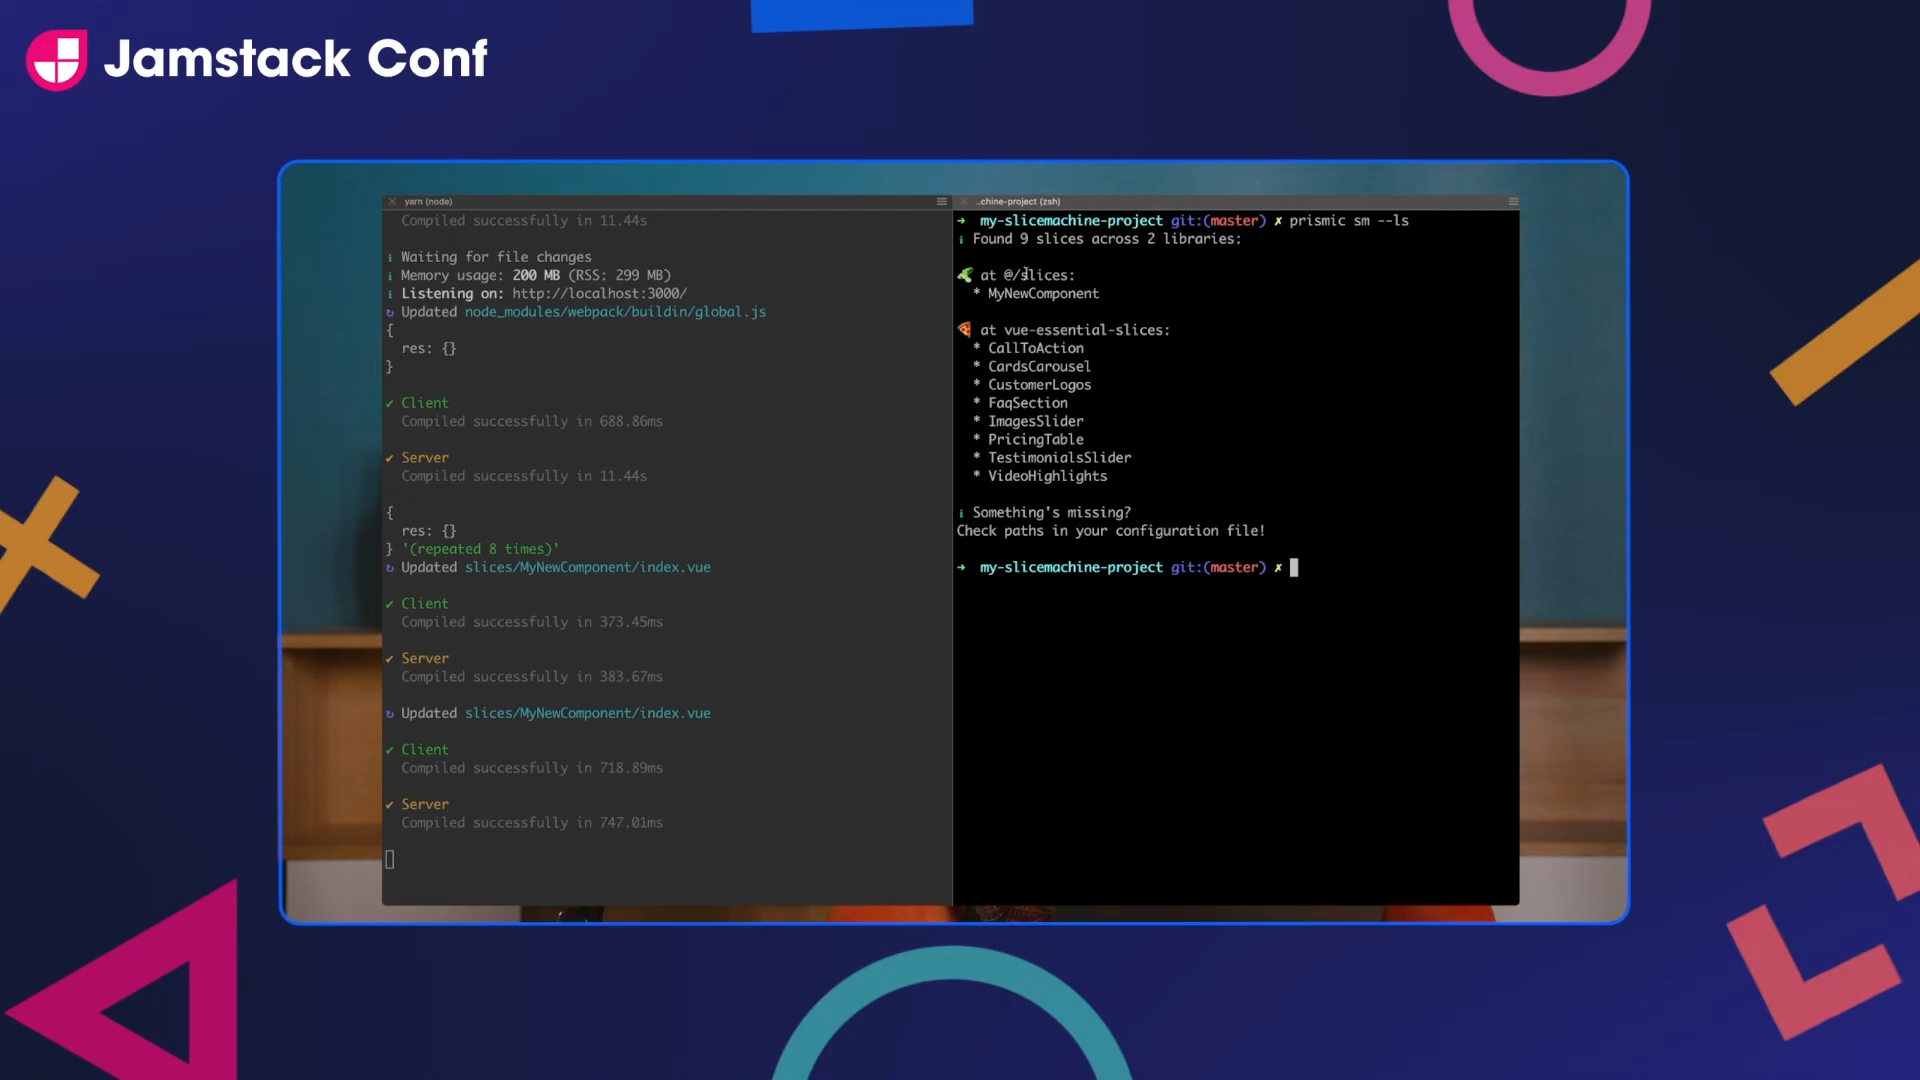 Jamstack Conf
yarn (node)
Compiled successfully in 11.44s
i Waiting for file changes
i Memory usage: 200 MB (RSS: 299 MB)
i Listening on: http://localhost:3000/
↻ Updated node_modules/webpack/buildin/global.js
{
res: {}
}
✔ Client
Compiled successfully in 688.86ms
✔ Server
Compiled successfully in 11.44s
{
res: {}
} '(repeated 8 times)'
↻ Updated slices/MyNewComponent/index.vue
✔ Client
Compiled successfully in 373.45ms
✔ Server
Compiled successfully in 383.67ms
↻ Updated slices/MyNewComponent/index.vue
✔ Client
Compiled successfully in 718.89ms
✔ Server
Compiled successfully in 747.01ms
..chine-project (zsh)
➜ my-slicemachine-project git:(master) ✗ prismic sm --ls
i Found 9 slices across 2 libraries:
at @/slices:
* MyNewComponent
🍕 at vue-essential-slices:
* CallToAction
* CardsCarousel
* CustomerLogos
* FaqSection
* ImagesSlider
* PricingTable
* TestimonialsSlider
* VideoHighlights
i Something's missing?
Check paths in your configuration file!
➜ my-slicemachine-project git:(master) ✗